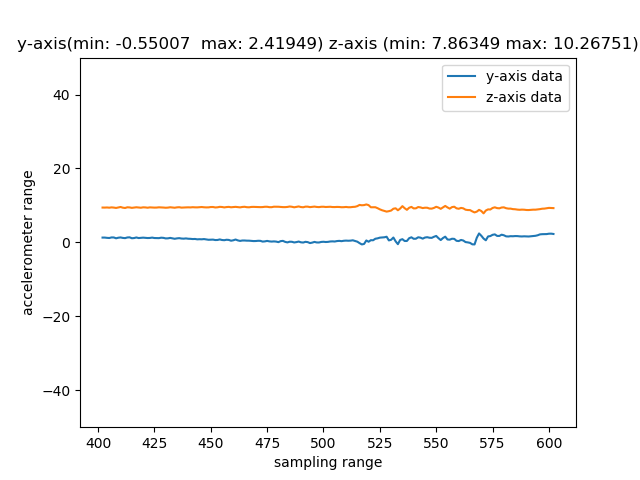 y-axis(min: -0.55007  max: 2.41949) z-axis (min: 7.86349 max: 10.26751)
y-axis data
z-axis data
accelerometer range
40
20
0
−20
−40
400 425 450 475 500 525 550 575 600
sampling range